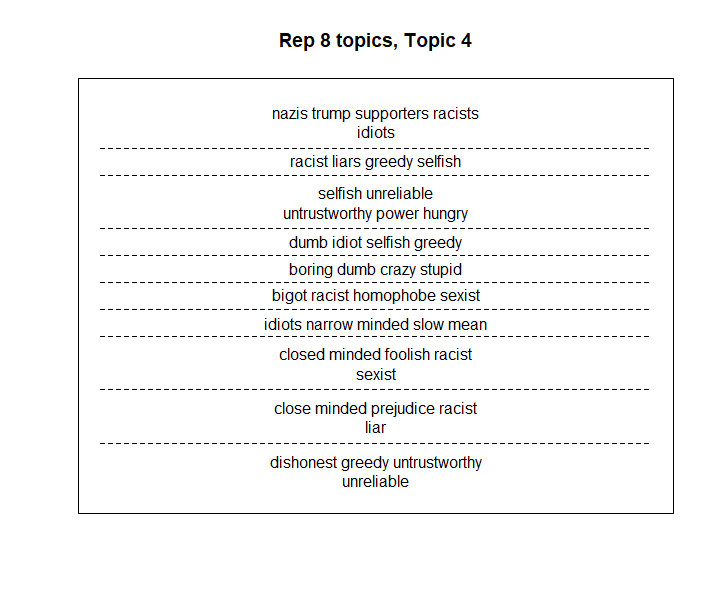 Rep 8 topics, Topic 4
nazis trump supporters racists
idiots
racist liars greedy selfish
selfish unreliable
untrustworthy power hungry
dumb idiot selfish greedy
boring dumb crazy stupid
bigot racist homophobe sexist
idiots narrow minded slow mean
closed minded foolish racist
sexist
close minded prejudice racist
liar
dishonest greedy untrustworthy
unreliable